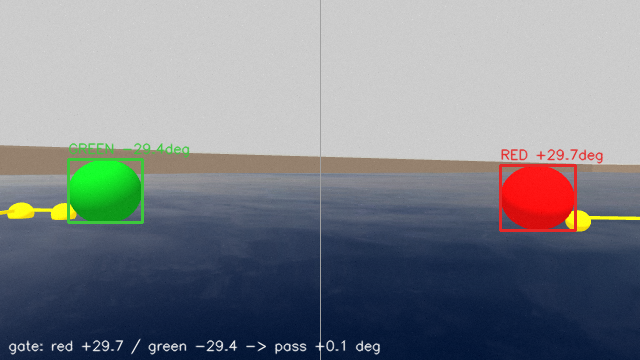 GREEN -29.4deg
RED +29.7deg
gate: red +29.7 / green -29.4 -> pass +0.1 deg